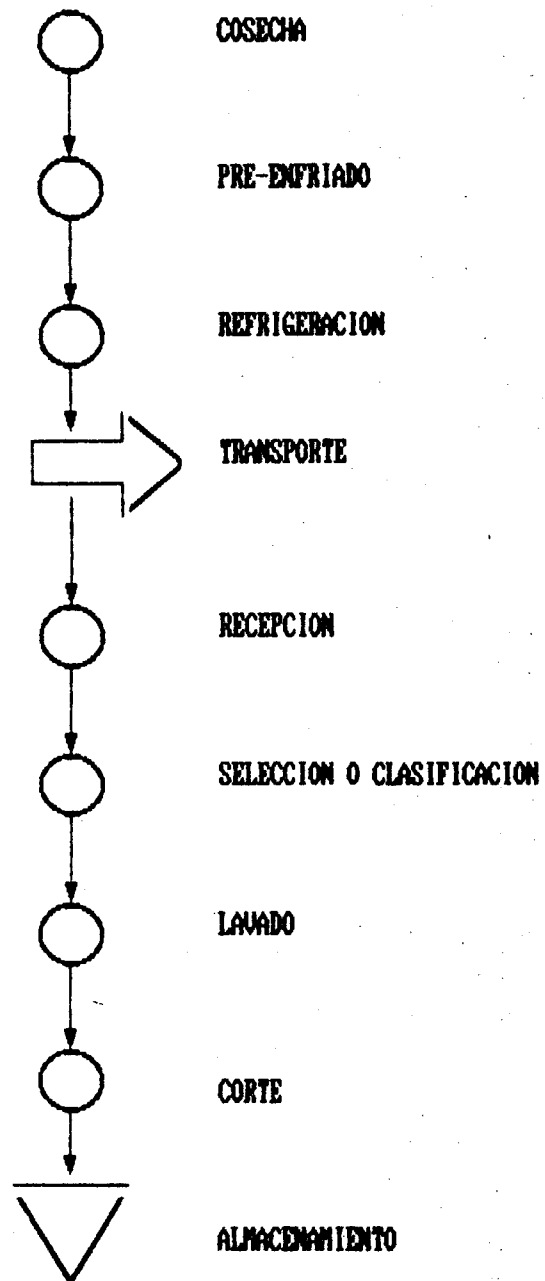 COSECHA
PRE-ENFRIADO
REFRIGERACION
TRANSPORTE
RECEPCION
SELECCION O CLASIFICACION
LAVADO
CORTE
ALMACENAMIENTO